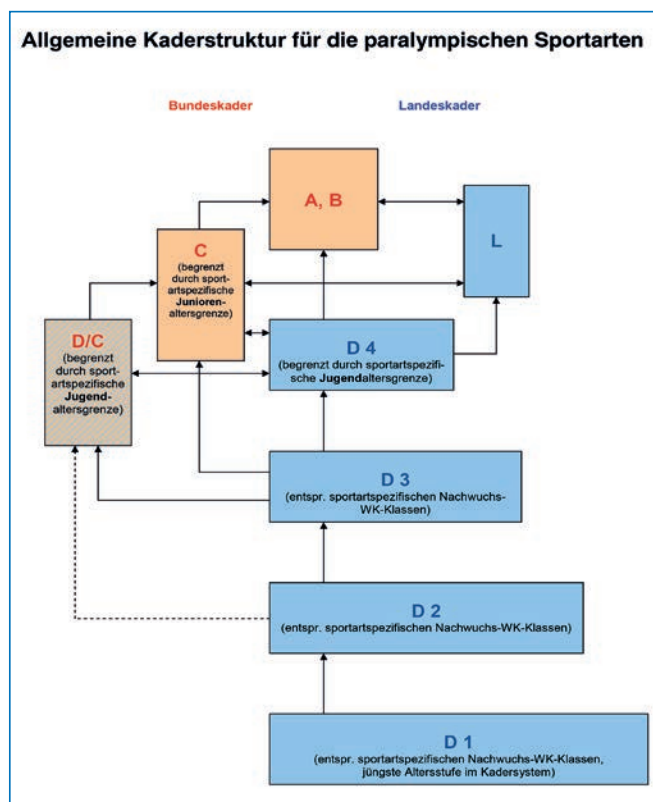 Allgemeine Kaderstruktur für die paralympischen Sportarten
Bundeskader
Landeskader
A, B
L
C
(begrenzt
durch sport-
artspezifische
Junioren-
altersgrenze)
D/C
(begrenzt
durch sport-
artspezifische
Jugend-
altersgrenze)
D 4
(begrenzt durch sportartspezifi-
sche Jugendaltersgrenze)
D 3
(entspr. sportartspezifischen Nachwuchs-
WK-Klassen)
D 2
(entspr. sportartspezifischen Nachwuchs-WK-Klassen)
D 1
(entspr. sportartspezifischen Nachwuchs-WK-Klassen,
jüngste Altersstufe im Kadersystem)